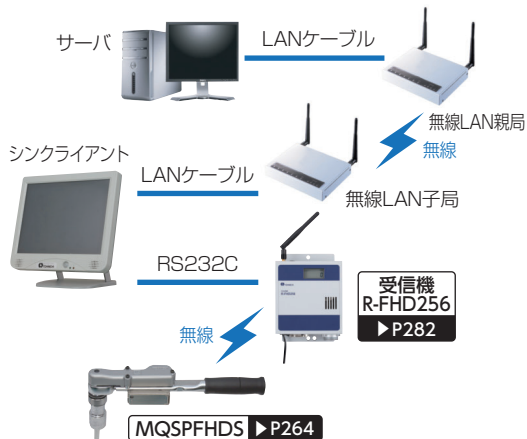 サーバ
LANケーブル
無線LAN親局
無線
シンクライアント
LANケーブル
無線LAN子局
RS232C
受信機
R-FHD256
▶P282
無線
MQSPFHDS ▶P264